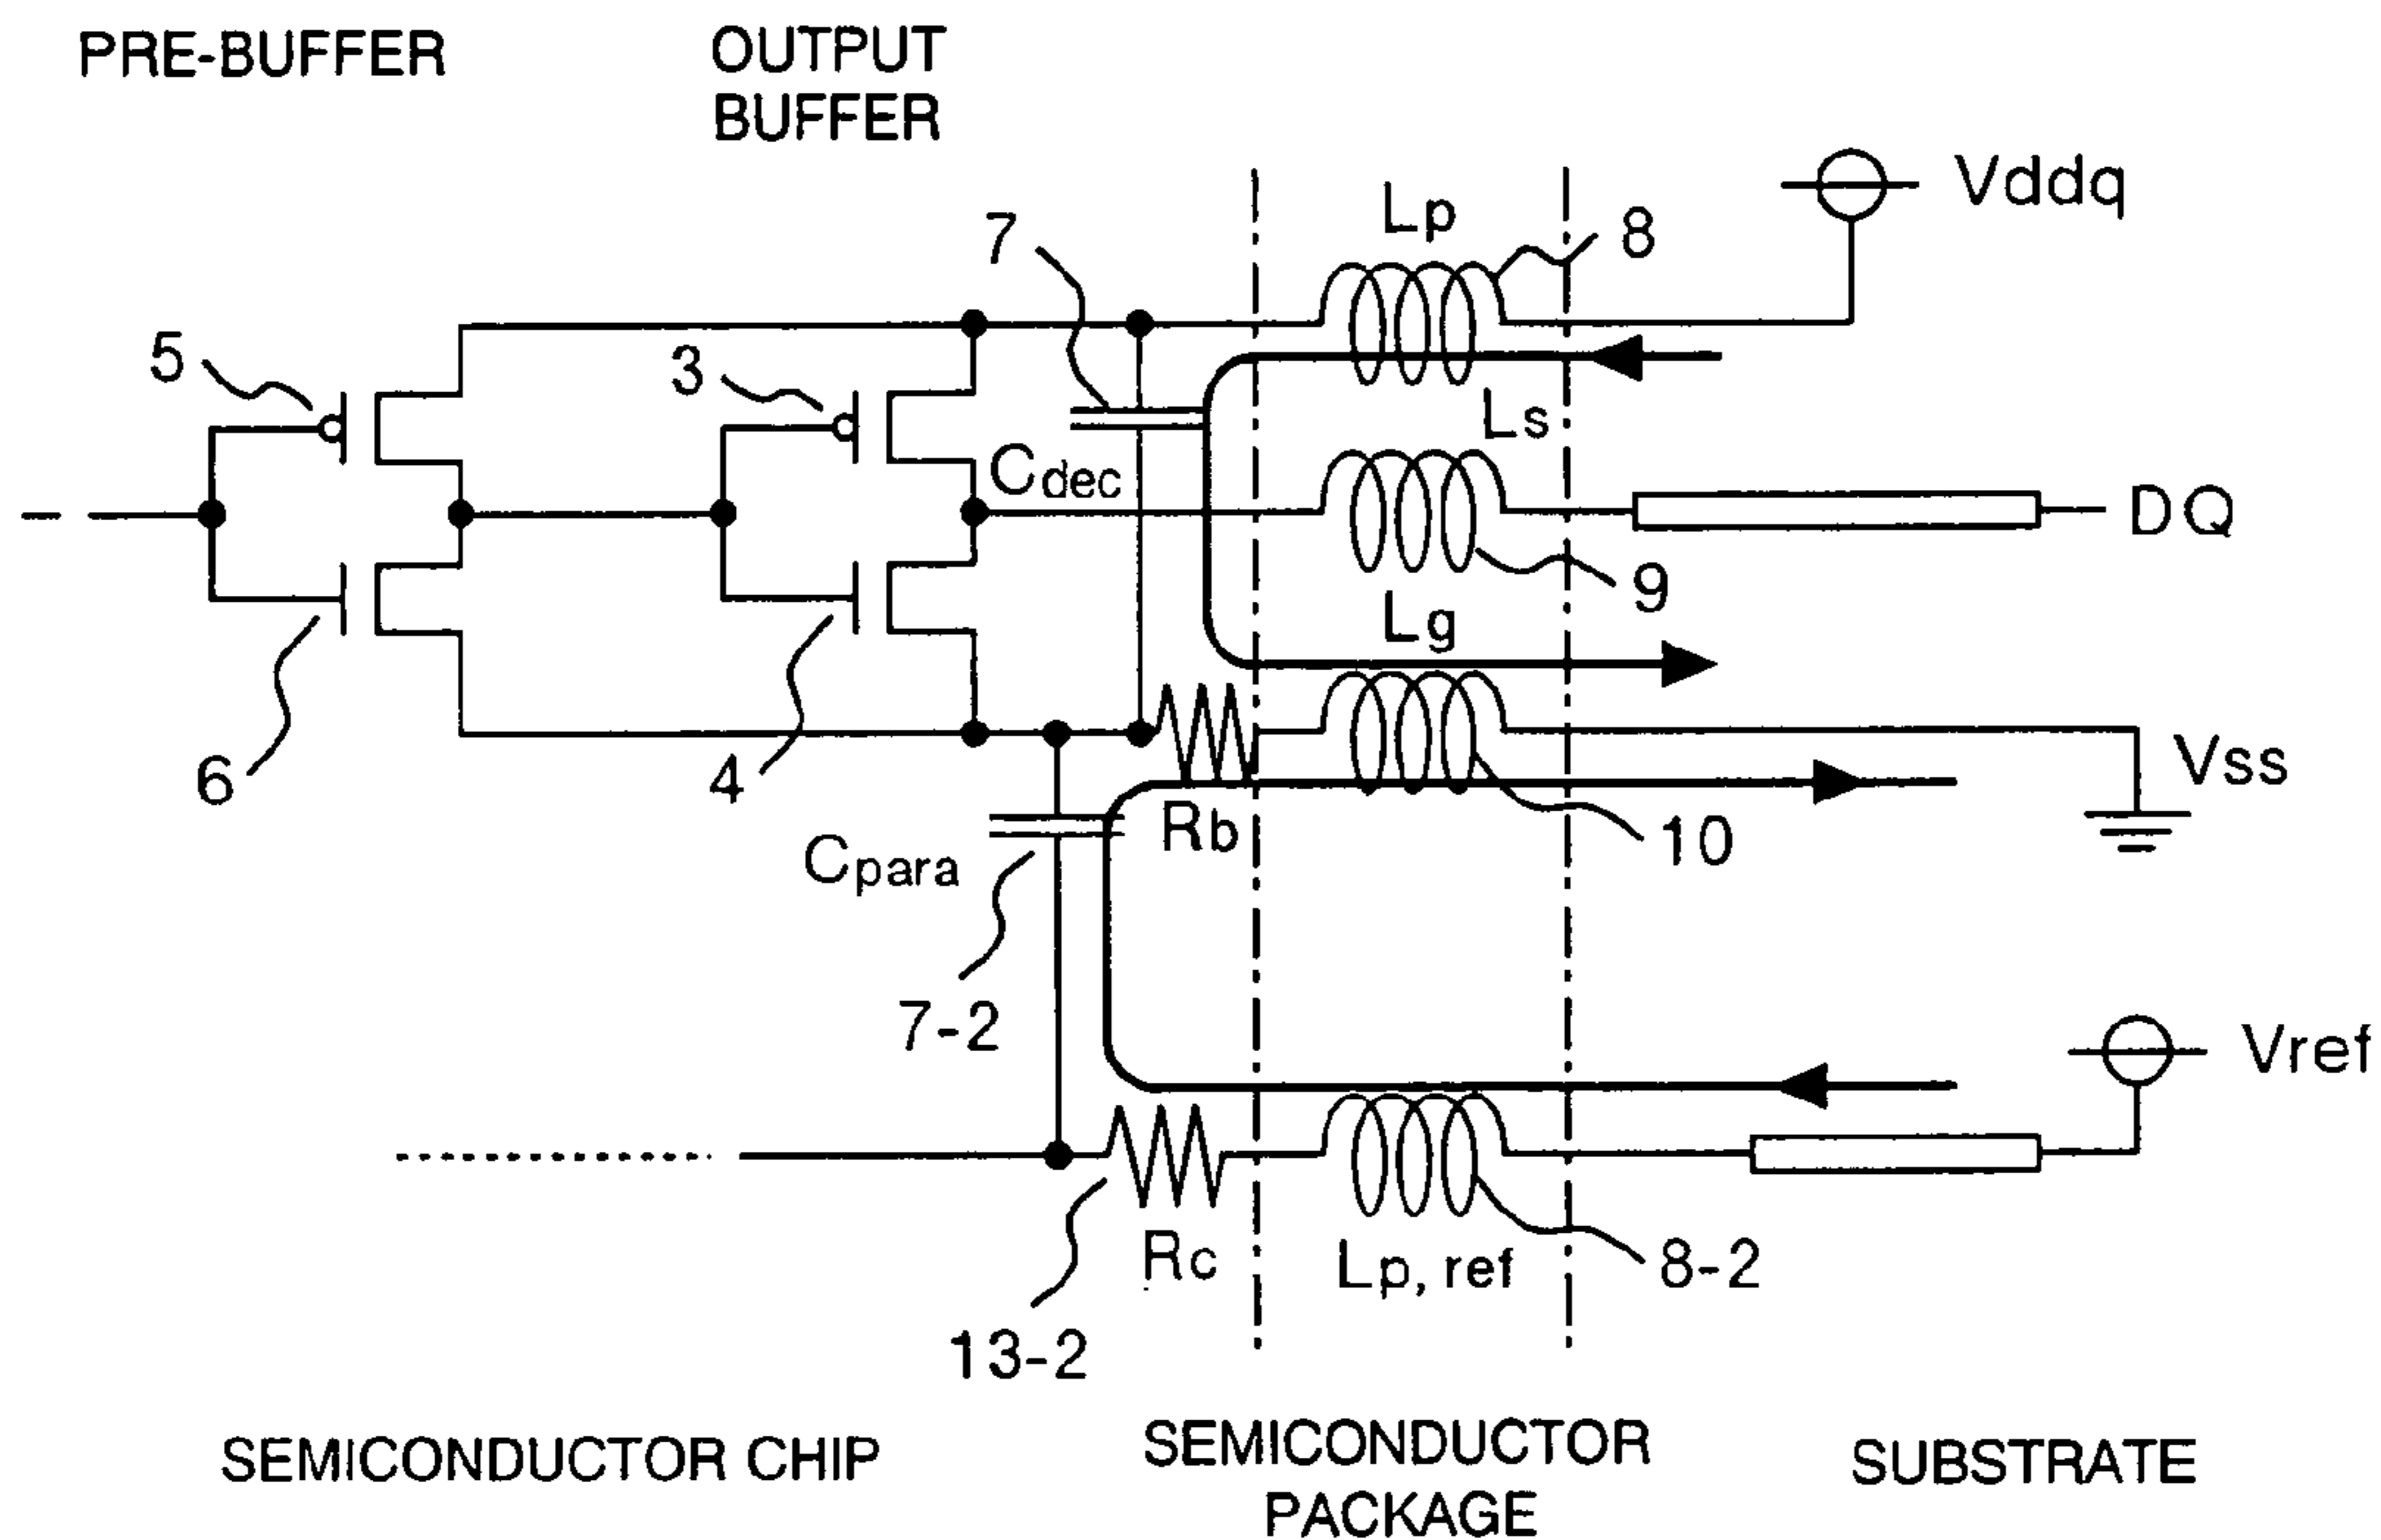 PRE-BUFFER
OUTPUT
BUFFER
Vddq
Lp
8
7
5
3
Ls
Cdec
DQ
9
Lg
6
4
Vss
Rb
10
Cpara
7-2
Vref
Rc
Lp, ref
8-2
13-2
SEMICONDUCTOR CHIP
SEMICONDUCTOR
PACKAGE
SUBSTRATE